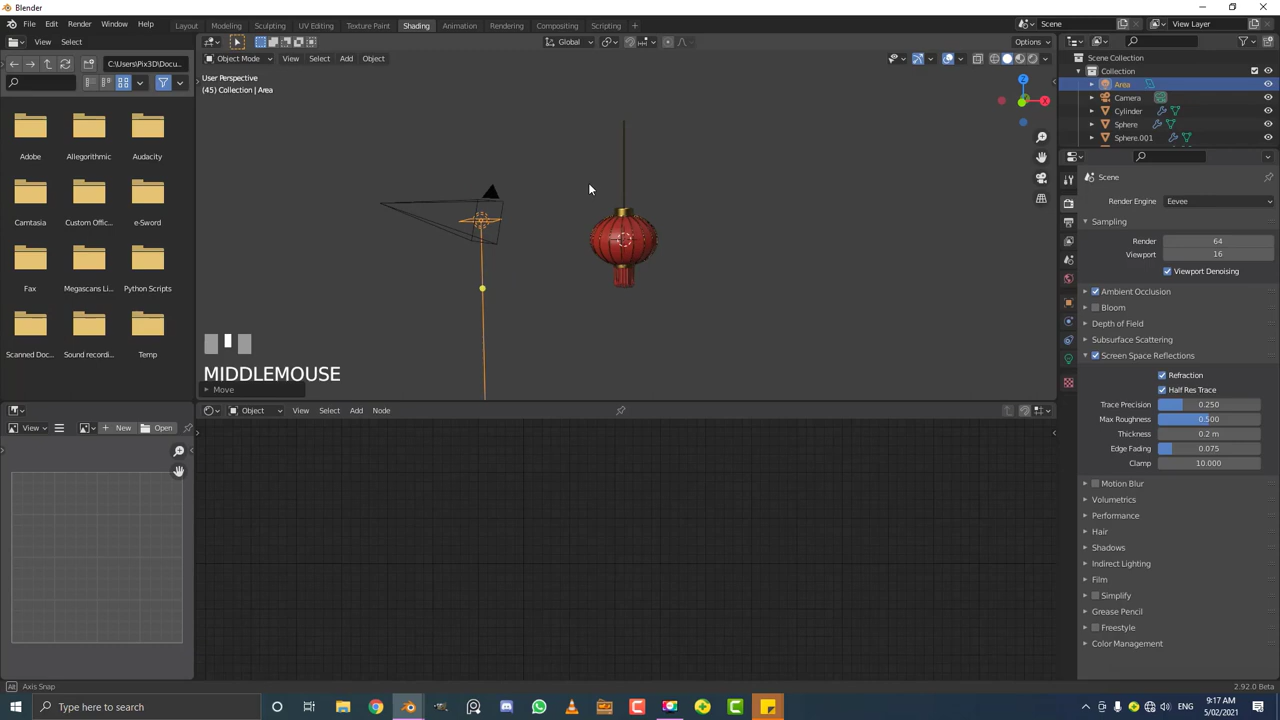 Blender
File Edit Render Window Help Layout Modeling Sculpting UV Editing Texture Paint Shading Animation Rendering Compositing Scripting Scene View Layer
View Select Global Options
C:\Users\Pix3D\Docu... Object Mode View Select Add Object
User Perspective
(45) Collection | Area
Z
X
Adobe Allegorithmic Audacity
Camtasia Custom Offic... e-Sword
Fax Megascans Li... Python Scripts
Scanned Doc... Sound recordi... Temp
MIDDLEMOUSE
Move
Scene Collection
Collection
Area
Camera
Cylinder
Sphere
Sphere.001
Scene
Render Engine Eevee
Sampling
Render 64
Viewport 16
Viewport Denoising
Ambient Occlusion
Bloom
Depth of Field
Subsurface Scattering
Screen Space Reflections
Refraction
Half Res Trace
Trace Precision 0.250
Max Roughness 0.500
Thickness 0.2 m
Edge Fading 0.075
Clamp 10.000
Motion Blur
Volumetrics
Performance
Hair
Shadows
Indirect Lighting
Film
Simplify
Grease Pencil
Freestyle
Color Management
Object View Select Add Node
View New Open
Alt Axis Snap 2.92.0 Beta
Type here to search ENG 9:17 AM
5/02/2021